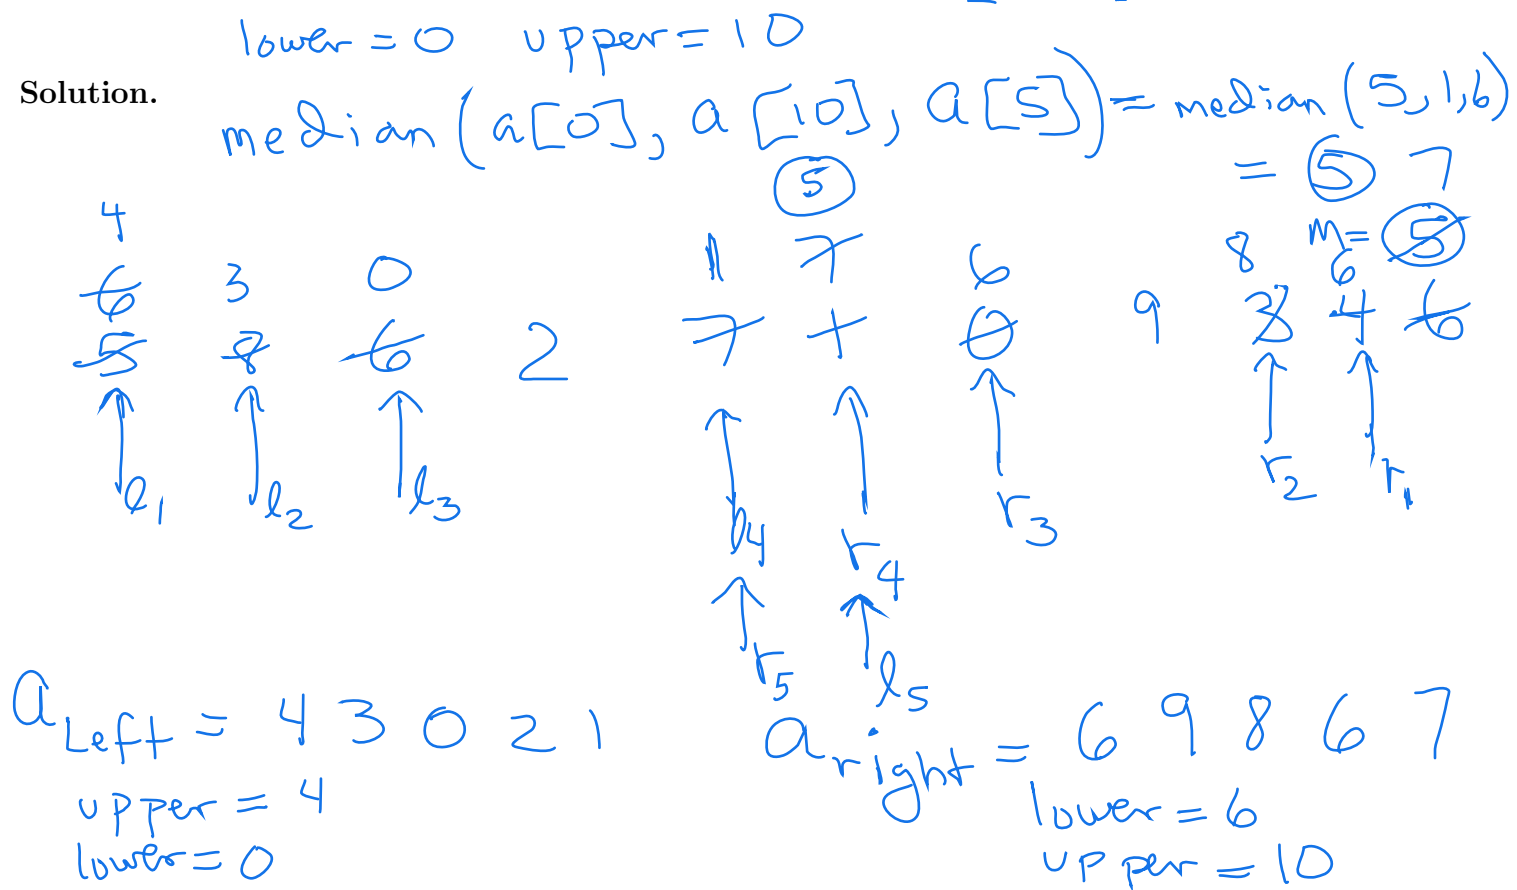 lower = 0 upper = 10
Solution.
median (a[0], a[10], a[5]) = median (5,1,6)
5 = 5 7
4 m = 5
6 3 0 1 7 6 8 6
5 8 6 2 7 1 0 9 3 4 6
l1 l2 l3 l4 r4 r3 r2 r1
r5 l5
a Left = 4 3 0 2 1 a right = 6 9 8 6 7
upper = 4 lower = 6
lower = 0 upper = 10